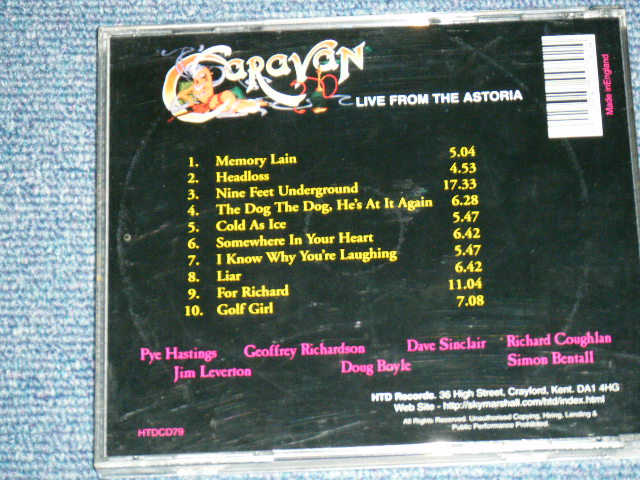 Caravan
LIVE FROM THE ASTORIA
Made inEngland
1. Memory Lain 5.04
2. Headloss 4.53
3. Nine Feet Underground 17.33
4. The Dog The Dog, He's At It Again 6.28
5. Cold As Ice 5.47
6. Somewhere In Your Heart 6.42
7. I Know Why You're Laughing 5.47
8. Liar 6.42
9. For Richard 11.04
10. Golf Girl 7.08
Pye Hastings Geoffrey Richardson Dave Sinclair Richard Coughlan
Jim Leverton Doug Boyle Simon Bentall
HTD Records. 36 High Street, Crayford, Kent. DA1 4HG
Web Site - http://skymarshall.com/htd/index.html
All Rights Reserved. Unauthorised Copying, Hiring, Lending &
Public Performance Prohibited.
HTDCD79